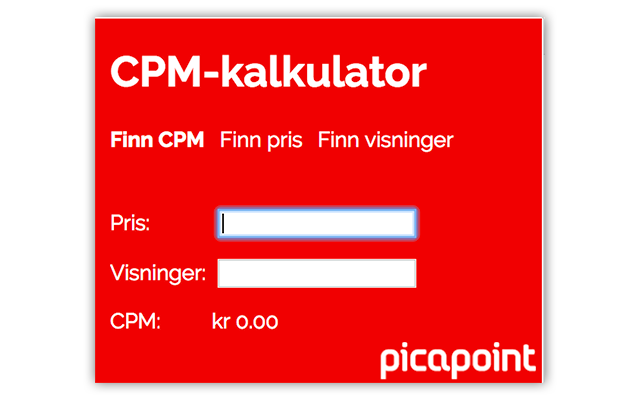 CPM-kalkulator
Finn CPM Finn pris Finn visninger
Pris:
Visninger:
CPM: kr 0.00
picapoint